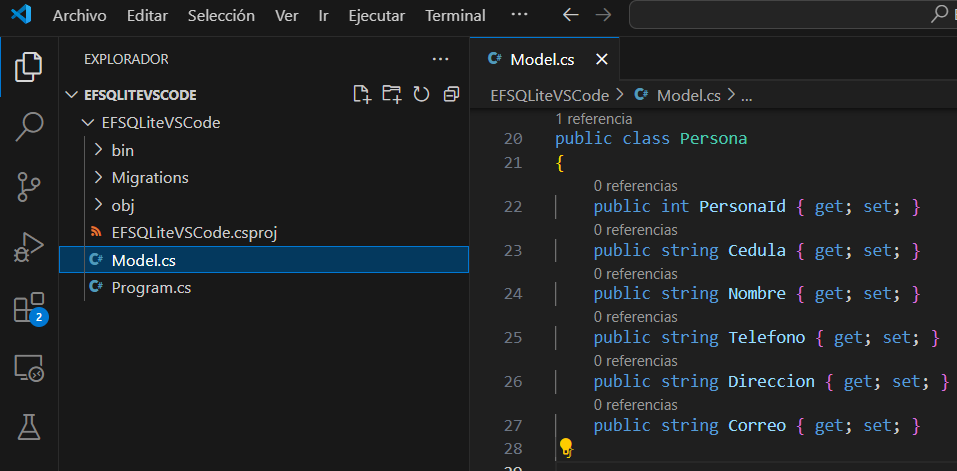 Archivo Editar Selección Ver Ir Ejecutar Terminal ···
EXPLORADOR ···
EFSQLITEVSCODE
EFSQLiteVSCode
bin
Migrations
obj
EFSQLiteVSCode.csproj
Model.cs
Program.cs
2
C# Model.cs
EFSQLiteVSCode > C# Model.cs > ...
1 referencia
20 public class Persona
21 {
0 referencias
22 public int PersonaId { get; set; }
0 referencias
23 public string Cedula { get; set; }
0 referencias
24 public string Nombre { get; set; }
0 referencias
25 public string Telefono { get; set; }
0 referencias
26 public string Direccion { get; set; }
0 referencias
27 public string Correo { get; set; }
28 }